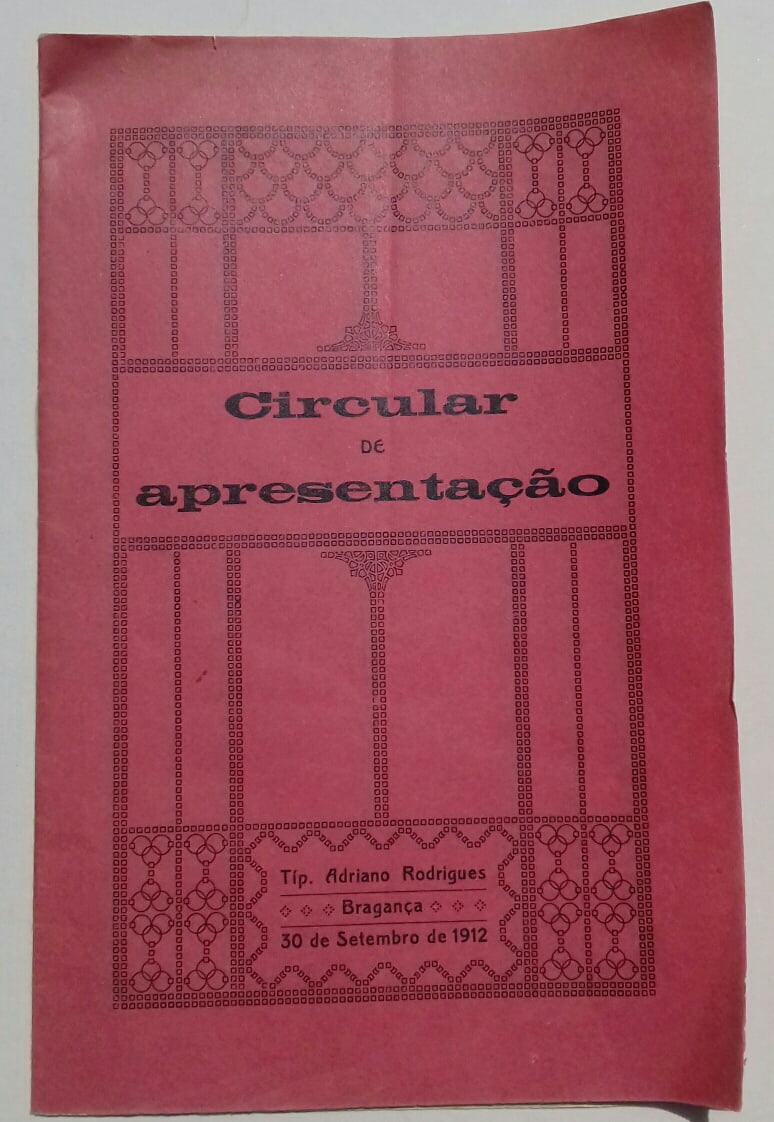 Circular
DE
apresentação
Típ. Adriano Rodrigues
Bragança
30 de Setembro de 1912